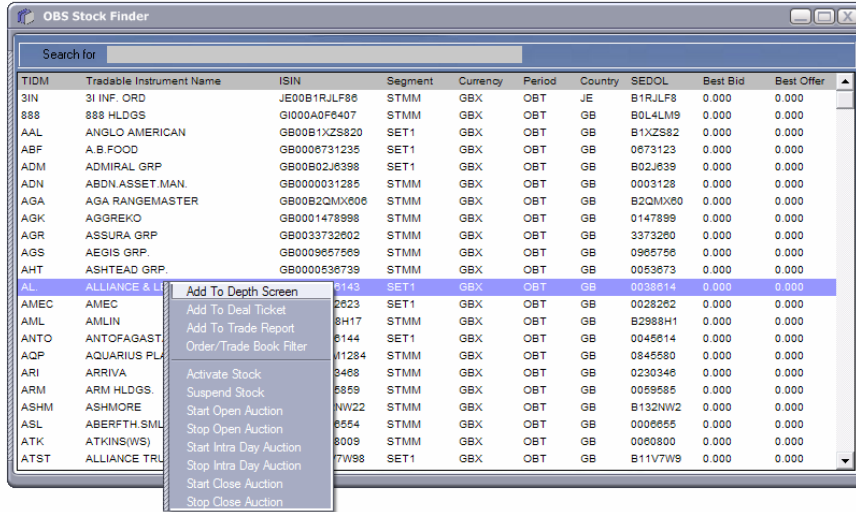 OBS Stock Finder
Search for
TIDM Tradable Instrument Name ISIN Segment Currency Period Country SEDOL Best Bid Best Offer
3IN 3I INF. ORD JE00B1RJLF86 STMM GBX OBT JE B1RJLF8 0.000 0.000
888 888 HLDGS GI000A0F6407 STMM GBX OBT GB B0L4LM9 0.000 0.000
AAL ANGLO AMERICAN GB00B1XZS820 SET1 GBX OBT GB B1XZS82 0.000 0.000
ABF A.B.FOOD GB0006731235 SET1 GBX OBT GB 0673123 0.000 0.000
ADM ADMIRAL GRP GB00B02J6398 SET1 GBX OBT GB B02J639 0.000 0.000
ADN ABDN.ASSET.MAN. GB0000031285 STMM GBX OBT GB 0003128 0.000 0.000
AGA AGA RANGEMASTER GB00B2QMX606 STMM GBX OBT GB B2QMX60 0.000 0.000
AGK AGGREKO GB0001478998 STMM GBX OBT GB 0147899 0.000 0.000
AGR ASSURA GRP GB0033732602 STMM GBX OBT GB 3373260 0.000 0.000
AGS AEGIS GRP. GB0009657569 STMM GBX OBT GB 0965756 0.000 0.000
AHT ASHTEAD GRP. GB0000536739 STMM GBX OBT GB 0053673 0.000 0.000
AL. ALLIANCE & 6143 SET1 GBX OBT GB 0038614 0.000 0.000
AMEC AMEC 2623 SET1 GBX OBT GB 0028262 0.000 0.000
AML AMLIN 8H17 STMM GBX OBT GB B2988H1 0.000 0.000
ANTO ANTOFAGAST 6144 SET1 GBX OBT GB 0045614 0.000 0.000
AQP AQUARIUS PLA M1284 STMM GBX OBT GB 0845580 0.000 0.000
ARI ARRIVA 3468 STMM GBX OBT GB 0230346 0.000 0.000
ARM ARM HLDGS. 5859 STMM GBX OBT GB 0059585 0.000 0.000
ASHM ASHMORE NW22 STMM GBX OBT GB B132NW2 0.000 0.000
ASL ABERFTH.SML 6554 STMM GBX OBT GB 0006655 0.000 0.000
ATK ATKINS(WS) 8009 STMM GBX OBT GB 0060800 0.000 0.000
ATST ALLIANCE TRU 7W98 SET1 GBX OBT GB B11V7W9 0.000 0.000
Add To Depth Screen
Add To Deal Ticket
Add To Trade Report
Order/Trade Book Filter
Activate Stock
Suspend Stock
Start Open Auction
Stop Open Auction
Start Intra Day Auction
Stop Intra Day Auction
Start Close Auction
Stop Close Auction